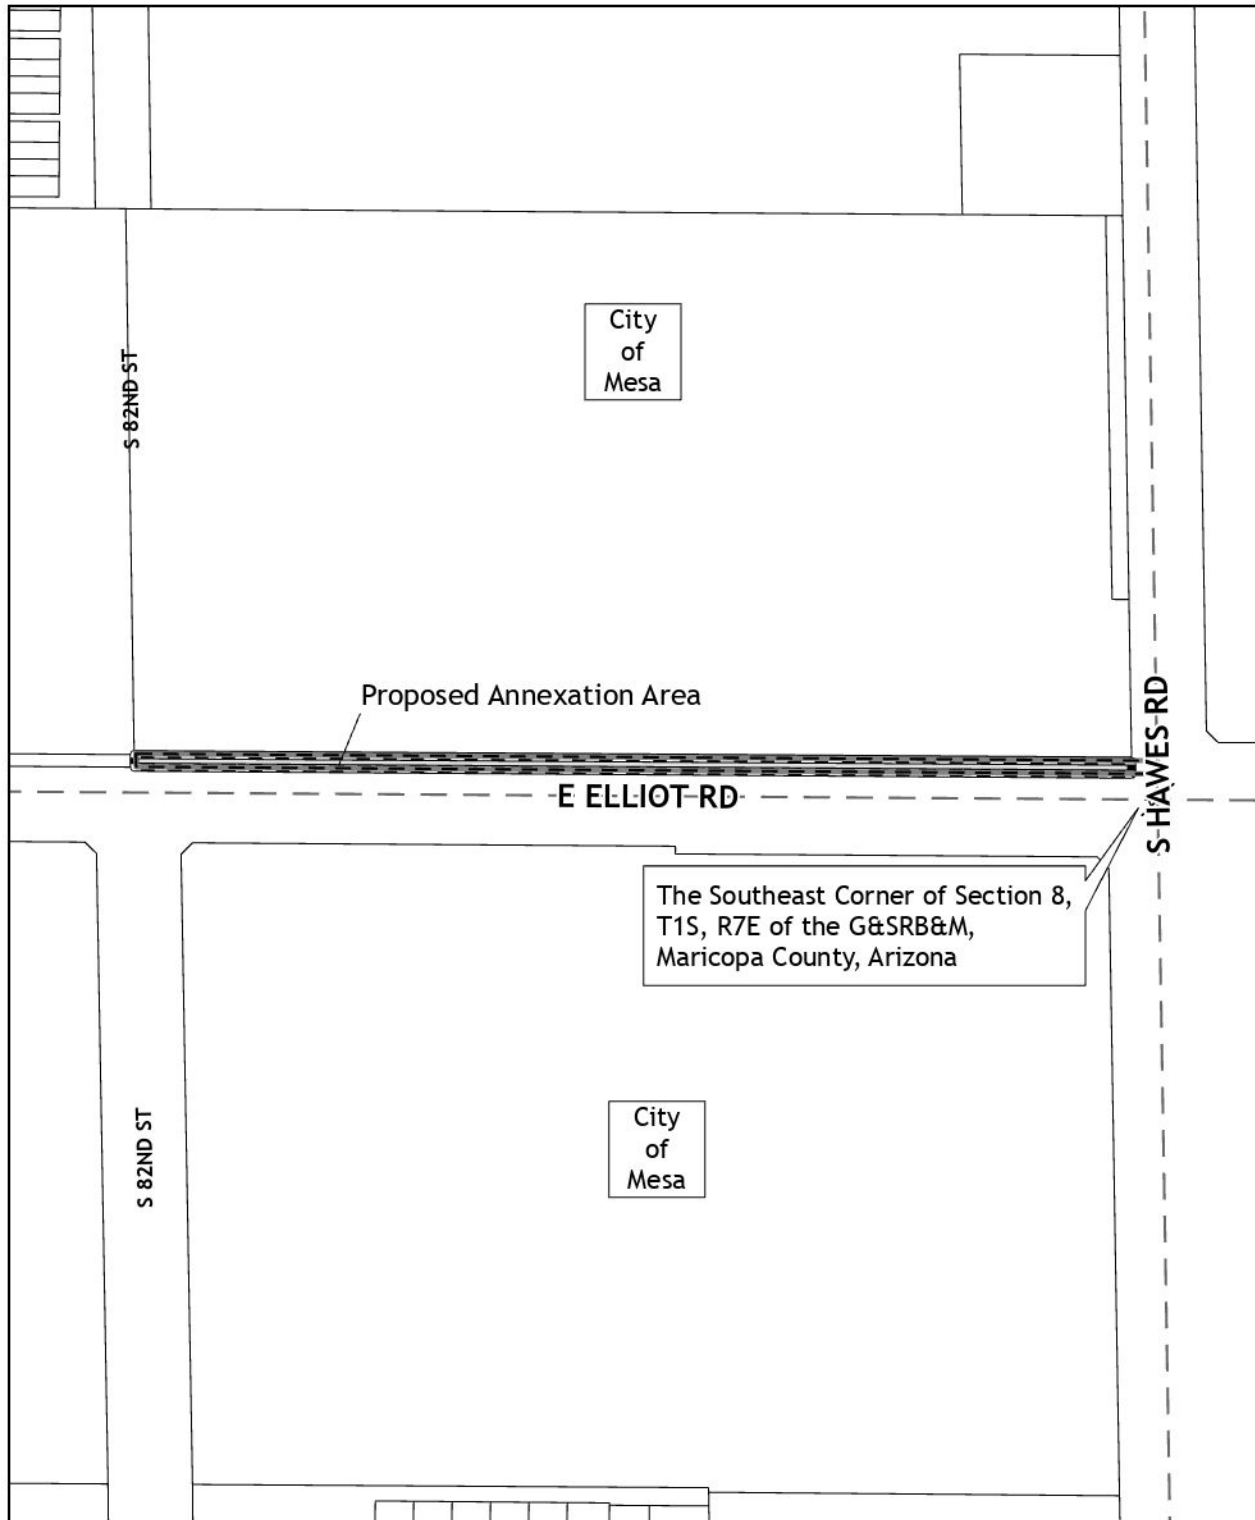 City
of
Mesa
S 82ND ST
Proposed Annexation Area
S HAWES RD
E ELLIOT RD
The Southeast Corner of Section 8,
T1S, R7E of the G&SRB&M,
Maricopa County, Arizona
City
of
Mesa
S 82ND ST